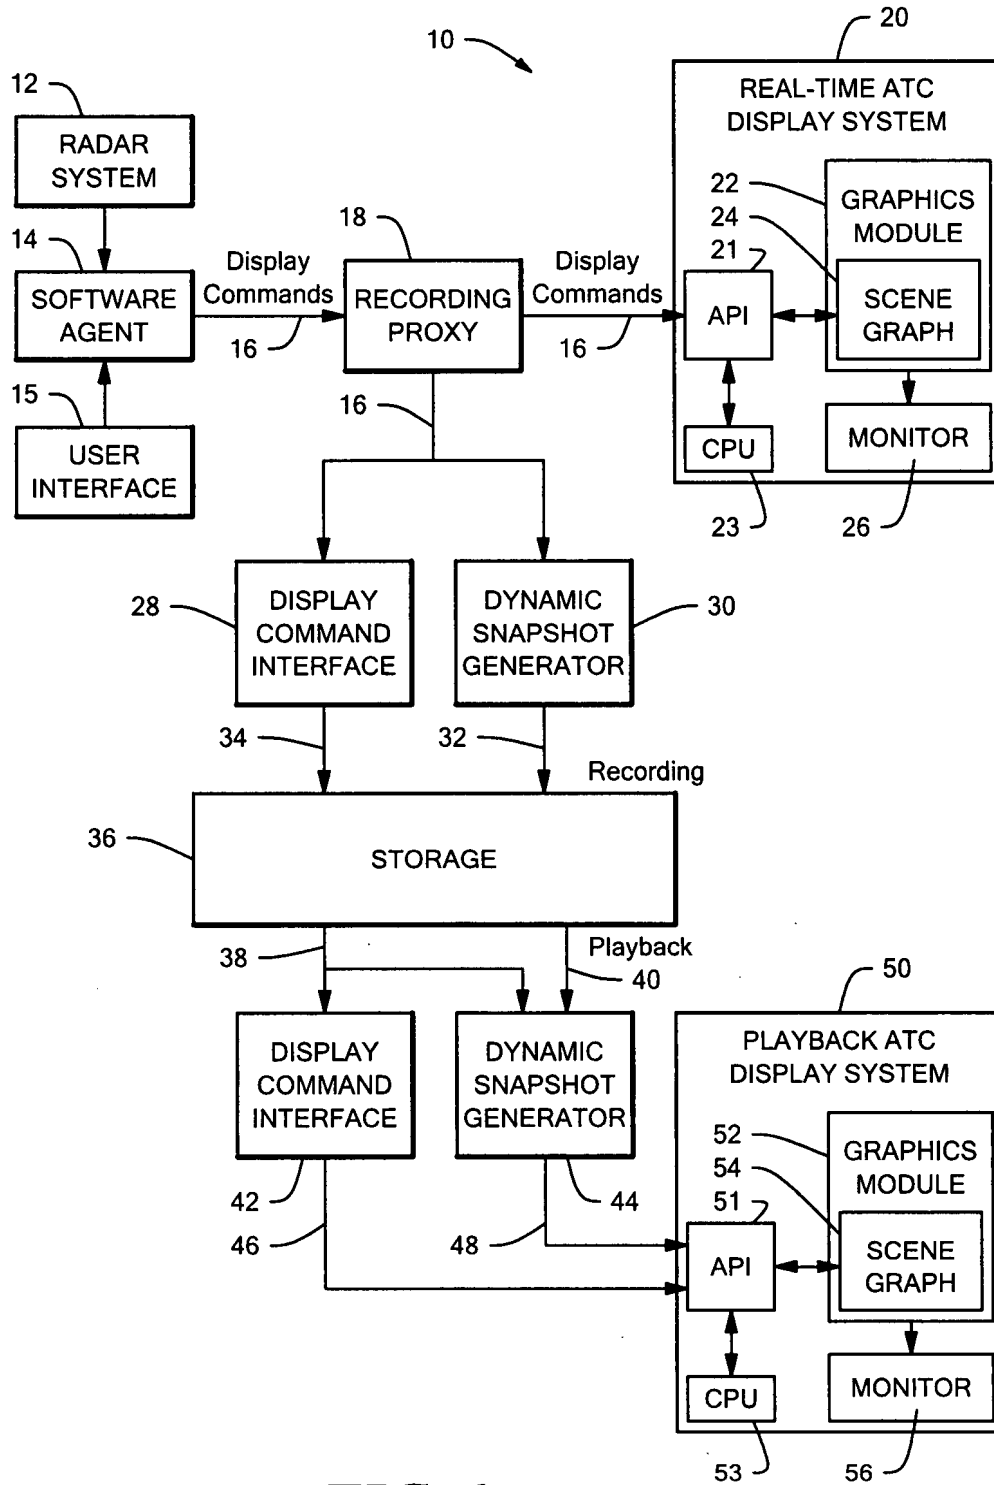 10
20
REAL-TIME ATC
DISPLAY SYSTEM
12
RADAR
SYSTEM
22
GRAPHICS
MODULE
24
21
18
14
SOFTWARE
AGENT
Display
Commands
16
RECORDING
PROXY
Display
Commands
16
API
SCENE
GRAPH
15
USER
INTERFACE
16
CPU
MONITOR
23
26
28
DISPLAY
COMMAND
INTERFACE
DYNAMIC
SNAPSHOT
GENERATOR
30
34
32
Recording
36
STORAGE
38
Playback
40
50
DISPLAY
COMMAND
INTERFACE
DYNAMIC
SNAPSHOT
GENERATOR
PLAYBACK ATC
DISPLAY SYSTEM
52
GRAPHICS
MODULE
54
51
42
44
46
48
API
SCENE
GRAPH
CPU
MONITOR
53
56